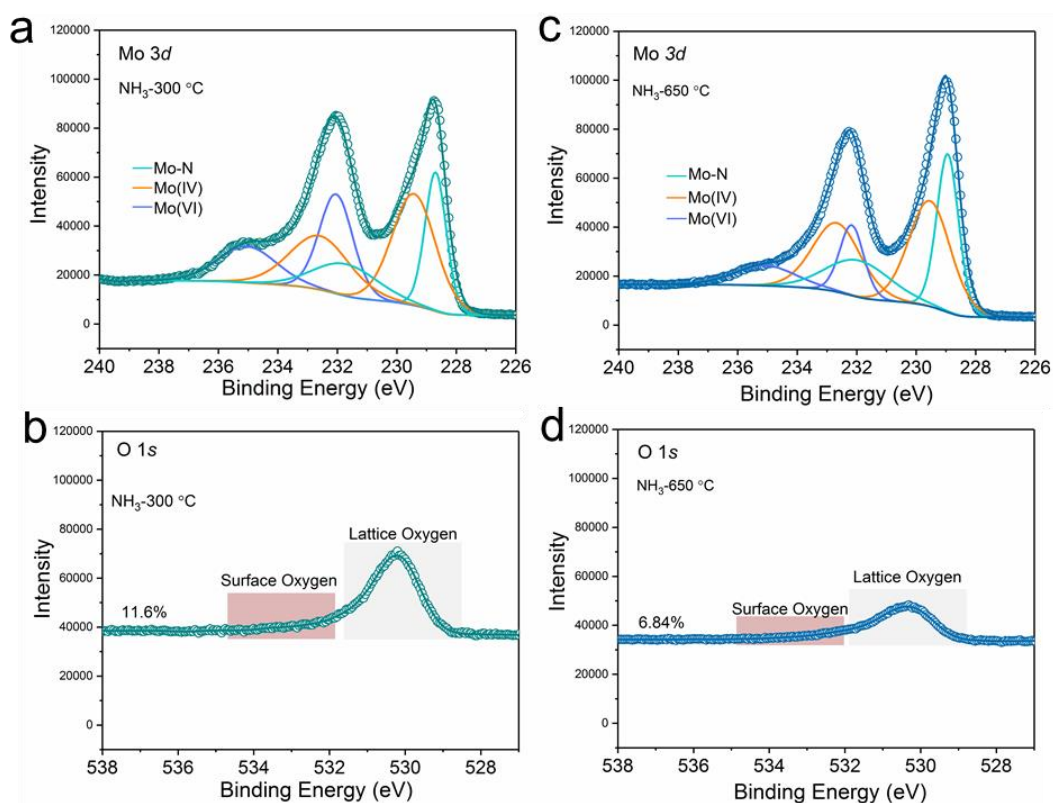 a
Mo 3d
NH₃-300 °C
Mo-N
Mo(IV)
Mo(VI)
Intensity
120000
100000
80000
60000
40000
20000
0
240 238 236 234 232 230 228 226
Binding Energy (eV)
c
Mo 3d
NH₃-650 °C
Mo-N
Mo(IV)
Mo(VI)
Intensity
120000
100000
80000
60000
40000
20000
0
240 238 236 234 232 230 228 226
Binding Energy (eV)
b
O 1s
NH₃-300 °C
Lattice Oxygen
Surface Oxygen
11.6%
Intensity
120000
100000
80000
60000
40000
20000
0
538 536 534 532 530 528
Binding Energy (eV)
d
O 1s
NH₃-650 °C
Lattice Oxygen
Surface Oxygen
6.84%
Intensity
120000
100000
80000
60000
40000
20000
0
538 536 534 532 530 528
Binding Energy (eV)